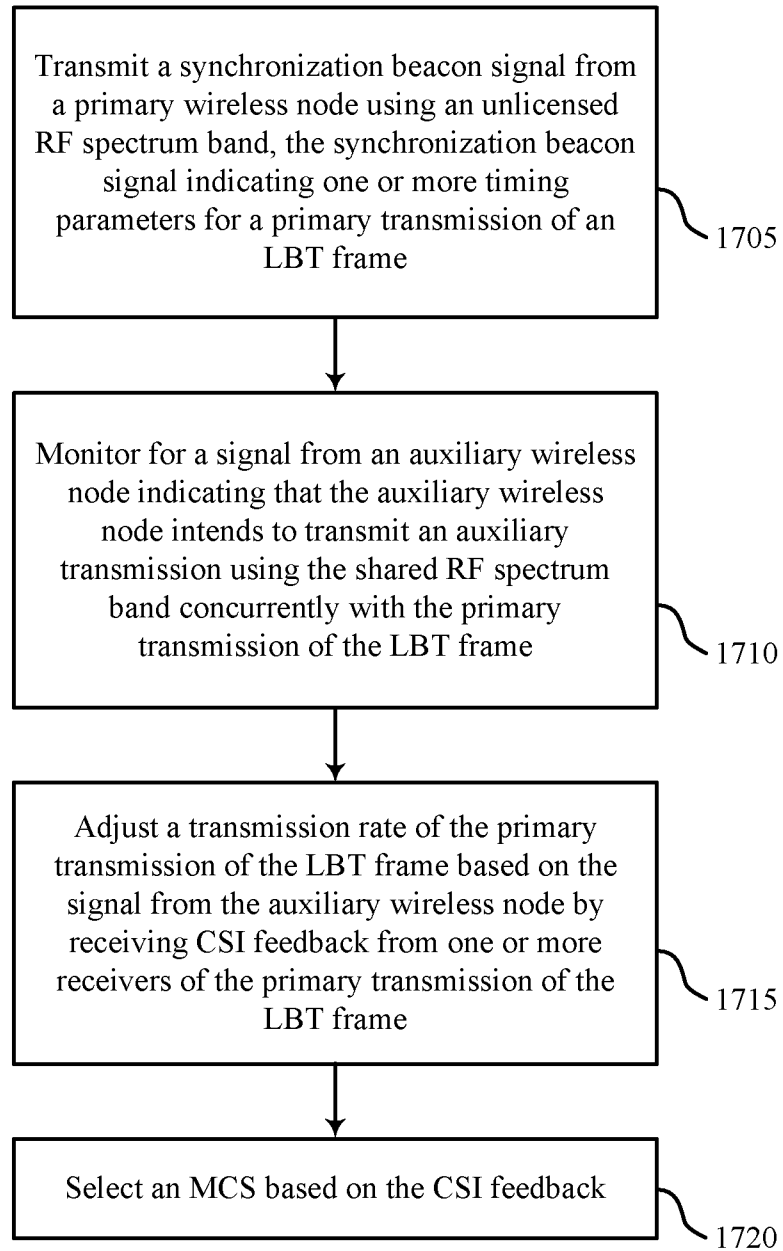 Transmit a synchronization beacon signal from
a primary wireless node using an unlicensed
RF spectrum band, the synchronization beacon
signal indicating one or more timing
parameters for a primary transmission of an
LBT frame
1705
Monitor for a signal from an auxiliary wireless
node indicating that the auxiliary wireless
node intends to transmit an auxiliary
transmission using the shared RF spectrum
band concurrently with the primary
transmission of the LBT frame
1710
Adjust a transmission rate of the primary
transmission of the LBT frame based on the
signal from the auxiliary wireless node by
receiving CSI feedback from one or more
receivers of the primary transmission of the
LBT frame
1715
Select an MCS based on the CSI feedback
1720